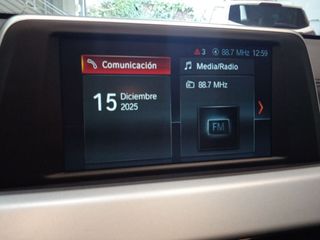 3 88.7 MHz 12:59
Comunicación
15 Diciembre
2025
Media/Radio
88.7 MHz
FM